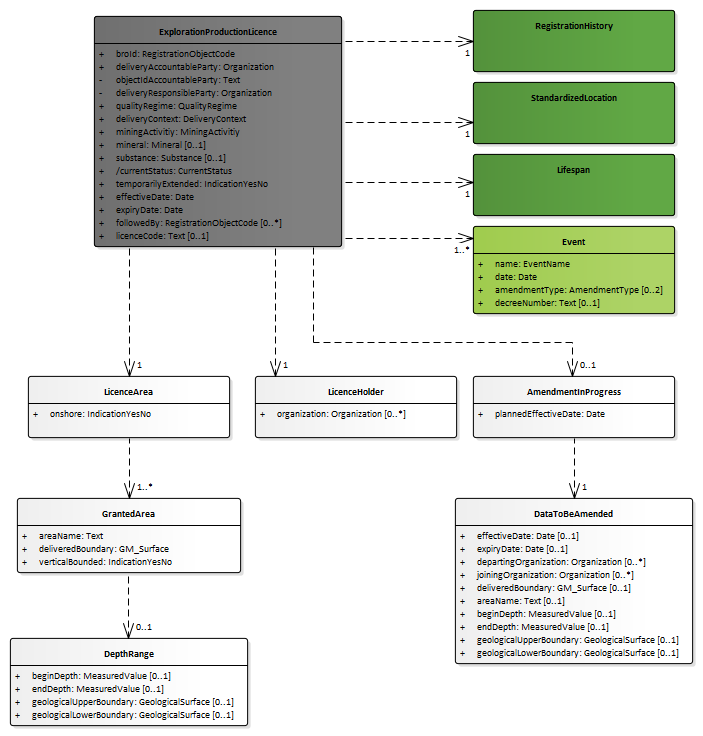 ExplorationProductionLicence
+ broId: RegistrationObjectCode
+ deliveryAccountableParty: Organization
- objectIdAccountableParty: Text
- deliveryResponsibleParty: Organization
+ qualityRegime: QualityRegime
+ deliveryContext: DeliveryContext
+ miningActivitiy: MiningActivitiy
+ mineral: Mineral [0..1]
+ substance: Substance [0..1]
+ /currentStatus: CurrentStatus
+ temporarilyExtended: IndicationYesNo
+ effectiveDate: Date
+ expiryDate: Date
+ followedBy: RegistrationObjectCode [0..*]
+ licenceCode: Text [0..1]
RegistrationHistory
1
StandardizedLocation
1
Lifespan
1
Event
+ name: EventName
+ date: Date
+ amendmentType: AmendmentType [0..2]
+ decreeNumber: Text [0..1]
1..*
1
1
0..1
LicenceArea
+ onshore: IndicationYesNo
LicenceHolder
+ organization: Organization [0..*]
AmendmentInProgress
+ plannedEffectiveDate: Date
1..*
1
GrantedArea
+ areaName: Text
+ deliveredBoundary: GM_Surface
+ verticalBounded: IndicationYesNo
DataToBeAmended
+ effectiveDate: Date [0..1]
+ expiryDate: Date [0..1]
+ departingOrganization: Organization [0..*]
+ joiningOrganization: Organization [0..*]
+ deliveredBoundary: GM_Surface [0..1]
+ areaName: Text [0..1]
+ beginDepth: MeasuredValue [0..1]
+ endDepth: MeasuredValue [0..1]
+ geologicalUpperBoundary: GeologicalSurface [0..1]
+ geologicalLowerBoundary: GeologicalSurface [0..1]
0..1
DepthRange
+ beginDepth: MeasuredValue [0..1]
+ endDepth: MeasuredValue [0..1]
+ geologicalUpperBoundary: GeologicalSurface [0..1]
+ geologicalLowerBoundary: GeologicalSurface [0..1]